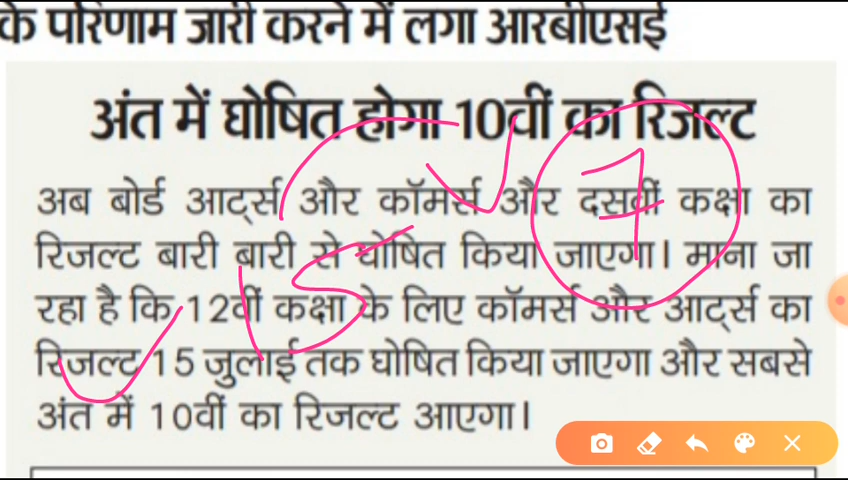 के परिणाम जारी करने में लगा आरबीएसई
अंत में घोषित होगा 10वीं का रिजल्ट
अब बोर्ड आर्ट्स और कॉमर्स और दसवीं कक्षा का
रिजल्ट बारी बारी से घोषित किया जाएगा। माना जा
रहा है कि 12वीं कक्षा के लिए कॉमर्स और आर्ट्स का
रिजल्ट 15 जुलाई तक घोषित किया जाएगा और सबसे
अंत में 10वीं का रिजल्ट आएगा।
15
7